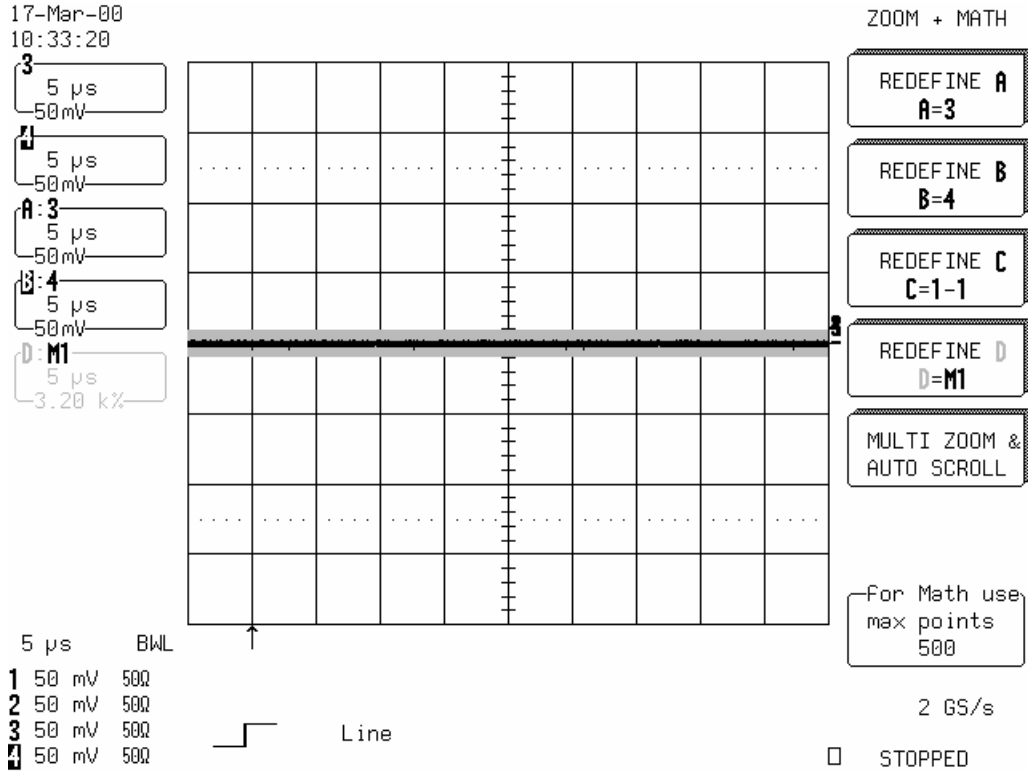 17-Mar-00
10:33:20
3
5 µs
50mV
4
5 µs
50mV
A:3
5 µs
50mV
B:4
5 µs
50mV
D:M1
5 µs
3.20 k%
ZOOM + MATH
REDEFINE A
A=3
REDEFINE B
B=4
REDEFINE C
C=1-1
REDEFINE D
D=M1
MULTI ZOOM &
AUTO SCROLL
For Math use
max points
500
5 µs BWL
1 50 mV 50Ω
2 50 mV 50Ω
3 50 mV 50Ω
4 50 mV 50Ω
Line
2 GS/s
STOPPED